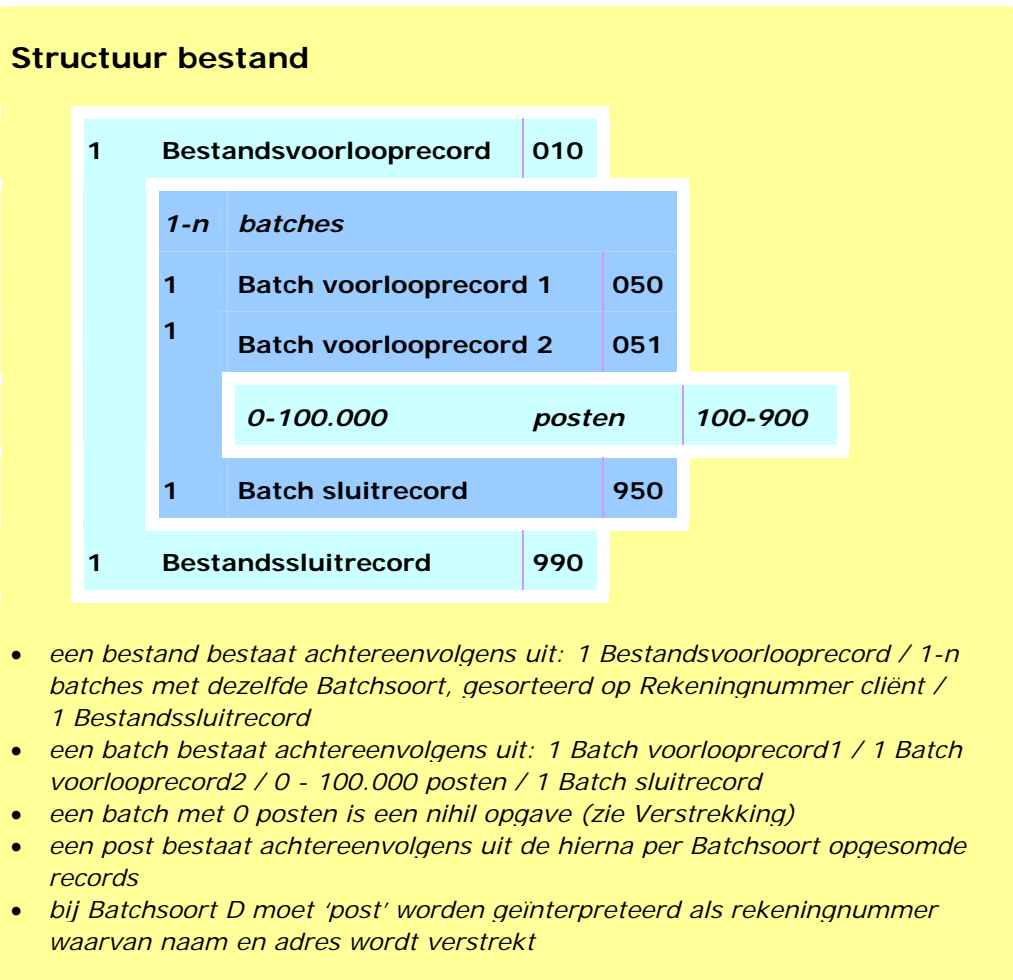 Structuur bestand
1 Bestandsvoorlooprecord 010
1-n batches
1 Batch voorlooprecord 1 050
1 Batch voorlooprecord 2 051
0-100.000 posten 100-900
1 Batch sluitrecord 950
1 Bestandssluitrecord 990
• een bestand bestaat achtereenvolgens uit: 1 Bestandsvoorlooprecord / 1-n
batches met dezelfde Batchsoort, gesorteerd op Rekeningnummer cliënt /
1 Bestandssluitrecord
• een batch bestaat achtereenvolgens uit: 1 Batch voorlooprecord1 / 1 Batch
voorlooprecord2 / 0 - 100.000 posten / 1 Batch sluitrecord
• een batch met 0 posten is een nihil opgave (zie Verstrekking)
• een post bestaat achtereenvolgens uit de hierna per Batchsoort opgesomde
records
• bij Batchsoort D moet ‘post’ worden geïnterpreteerd als rekeningnummer
waarvan naam en adres wordt verstrekt